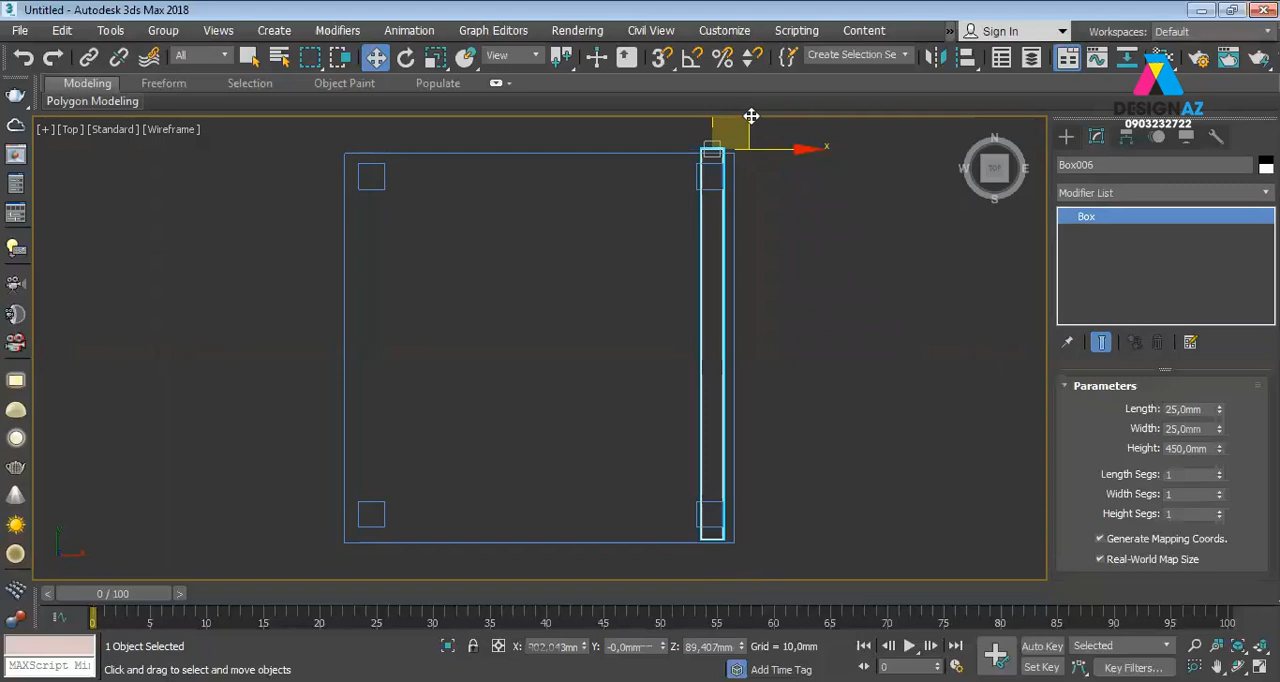 Untitled - Autodesk 3ds Max 2018
File Edit Tools Group Views Create Modifiers Animation Graph Editors Rendering Civil View Customize Scripting Content » Sign In Workspaces: Default
All View Create Selection Se
Modeling Freeform Selection Object Paint Populate
Polygon Modeling
DESIGNAZ
0903232722
[+] [Top] [Standard] [Wireframe]
x
N
W TOP E
S
Box006
Modifier List
Box
Parameters
Length: 25,0mm
Width: 25,0mm
Height: 450,0mm
Length Segs: 1
Width Segs: 1
Height Segs: 1
Generate Mapping Coords.
Real-World Map Size
< 0 / 100 >
0 5 10 15 20 25 30 35 40 45 50 55 60 65 70 75 80 85 90 95 100
1 Object Selected X: Y: -0,0mm Z: 89,407mm Grid = 10,0mm Auto Key Selected
MAXScript Mi Click and drag to select and move objects Add Time Tag 0 Set Key Key Filters...